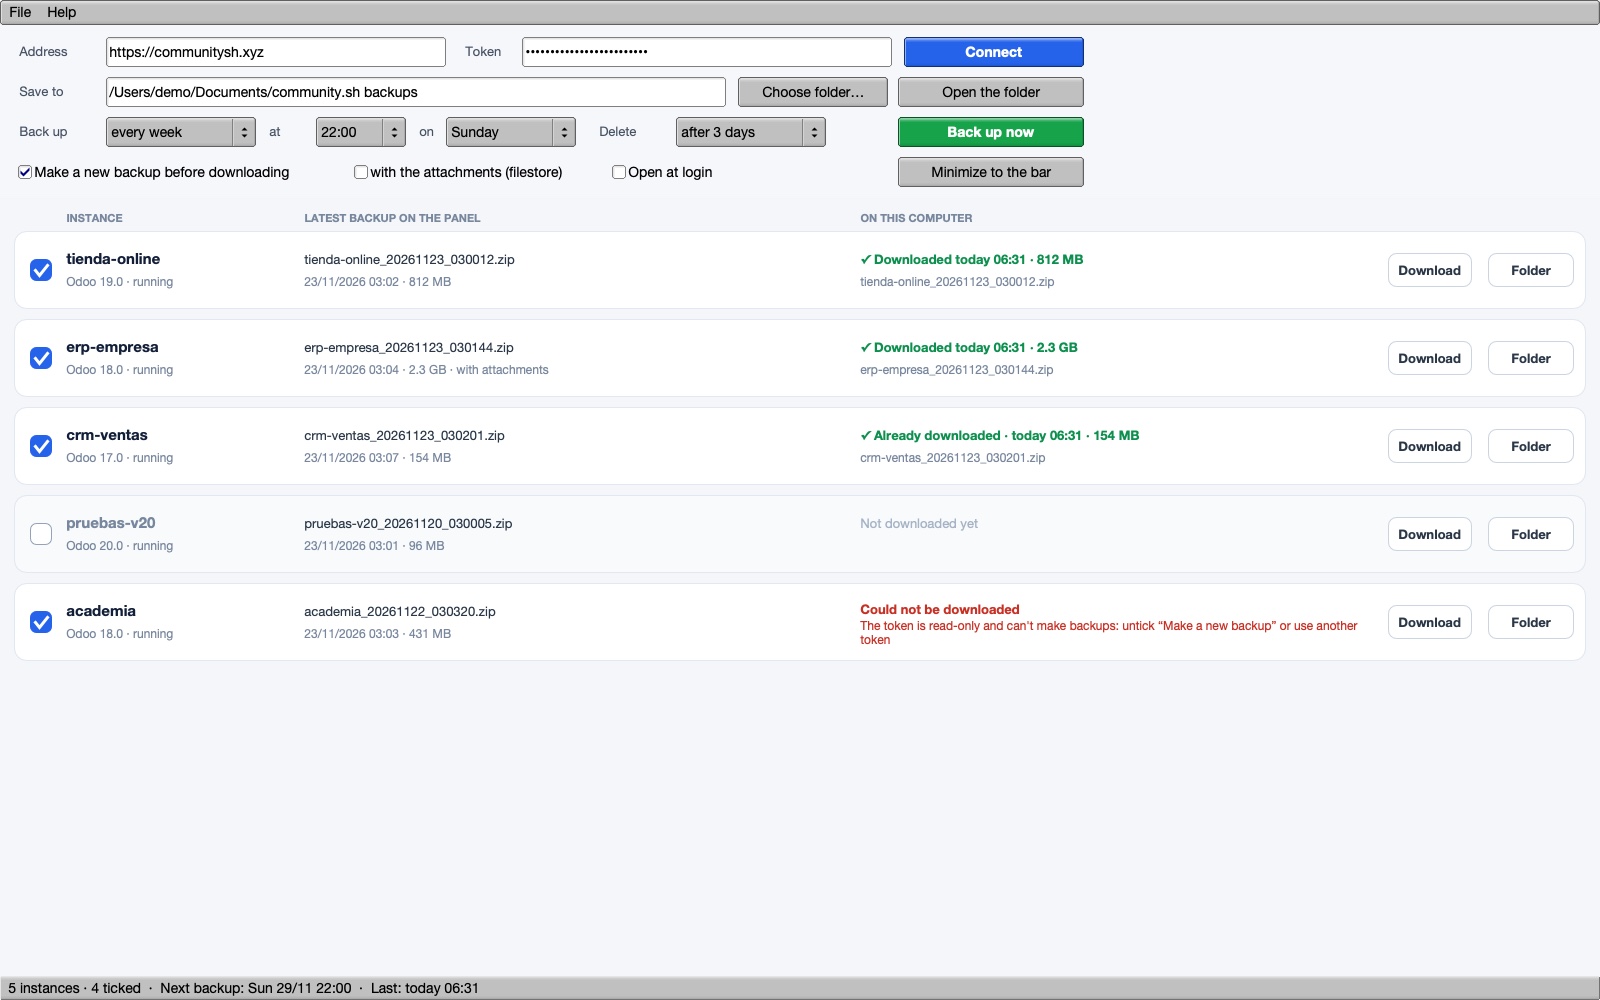 File Help
Address https://communitysh.xyz Token ••••••••••••••••••••••••• Connect
Save to /Users/demo/Documents/community.sh backups Choose folder… Open the folder
Back up every week at 22:00 on Sunday Delete after 3 days Back up now
Make a new backup before downloading with the attachments (filestore) Open at login Minimize to the bar
INSTANCE LATEST BACKUP ON THE PANEL ON THIS COMPUTER
tienda-online tienda-online_20261123_030012.zip ✓ Downloaded today 06:31 · 812 MB Download Folder
Odoo 19.0 · running 23/11/2026 03:02 · 812 MB tienda-online_20261123_030012.zip
erp-empresa erp-empresa_20261123_030144.zip ✓ Downloaded today 06:31 · 2.3 GB Download Folder
Odoo 18.0 · running 23/11/2026 03:04 · 2.3 GB · with attachments erp-empresa_20261123_030144.zip
crm-ventas crm-ventas_20261123_030201.zip ✓ Already downloaded · today 06:31 · 154 MB Download Folder
Odoo 17.0 · running 23/11/2026 03:07 · 154 MB crm-ventas_20261123_030201.zip
pruebas-v20 pruebas-v20_20261120_030005.zip Not downloaded yet Download Folder
Odoo 20.0 · running 23/11/2026 03:01 · 96 MB
academia academia_20261122_030320.zip Could not be downloaded Download Folder
Odoo 18.0 · running 23/11/2026 03:03 · 431 MB The token is read-only and can't make backups: untick “Make a new backup” or use another
token
5 instances · 4 ticked · Next backup: Sun 29/11 22:00 · Last: today 06:31